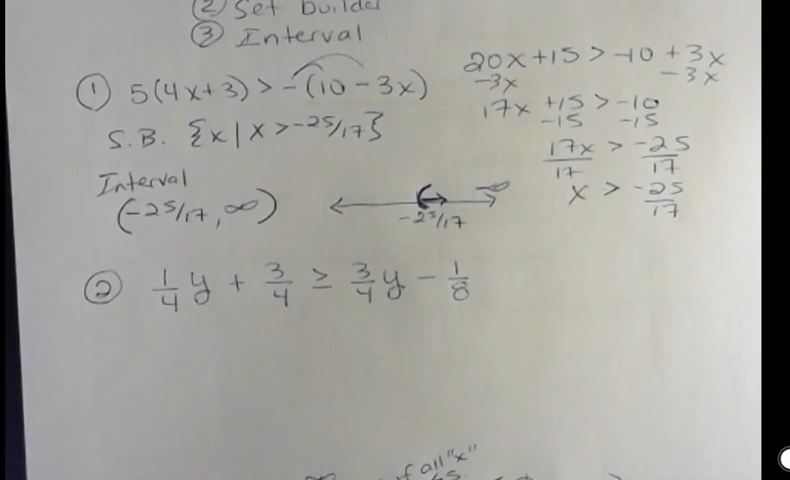 ② Set builder
③ Interval
① 5(4x+3) > -(10 - 3x)
S.B. {x | x > -25/17}
Interval
(-25/17, ∞)
-∞
-25/17
20x + 15 > -10 + 3x
-3x -3x
17x + 15 > -10
-15 -15
17x > -25
17 17
x > -25
17
② 1/4 y + 3/4 ≥ 3/4 y - 1/8
f all "x"